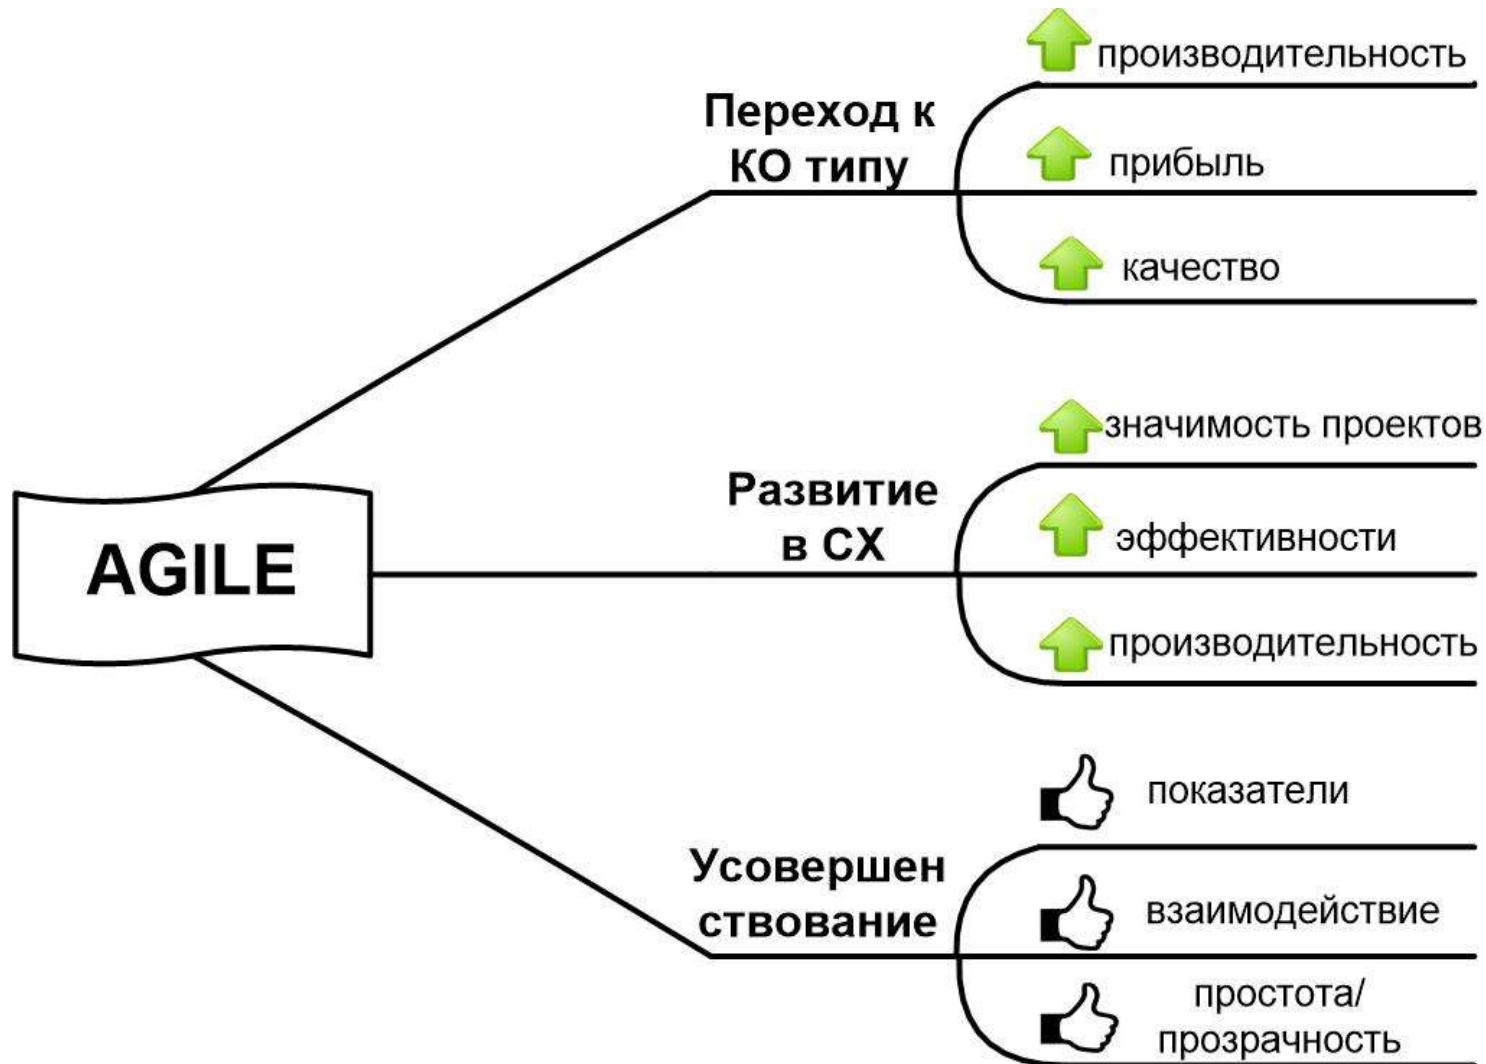 производительность
Переход к
КО типу
прибыль
качество
AGILE
значимость проектов
Развитие
в СХ
эффективности
производительность
показатели
Усовершен
ствование
взаимодействие
простота/
прозрачность